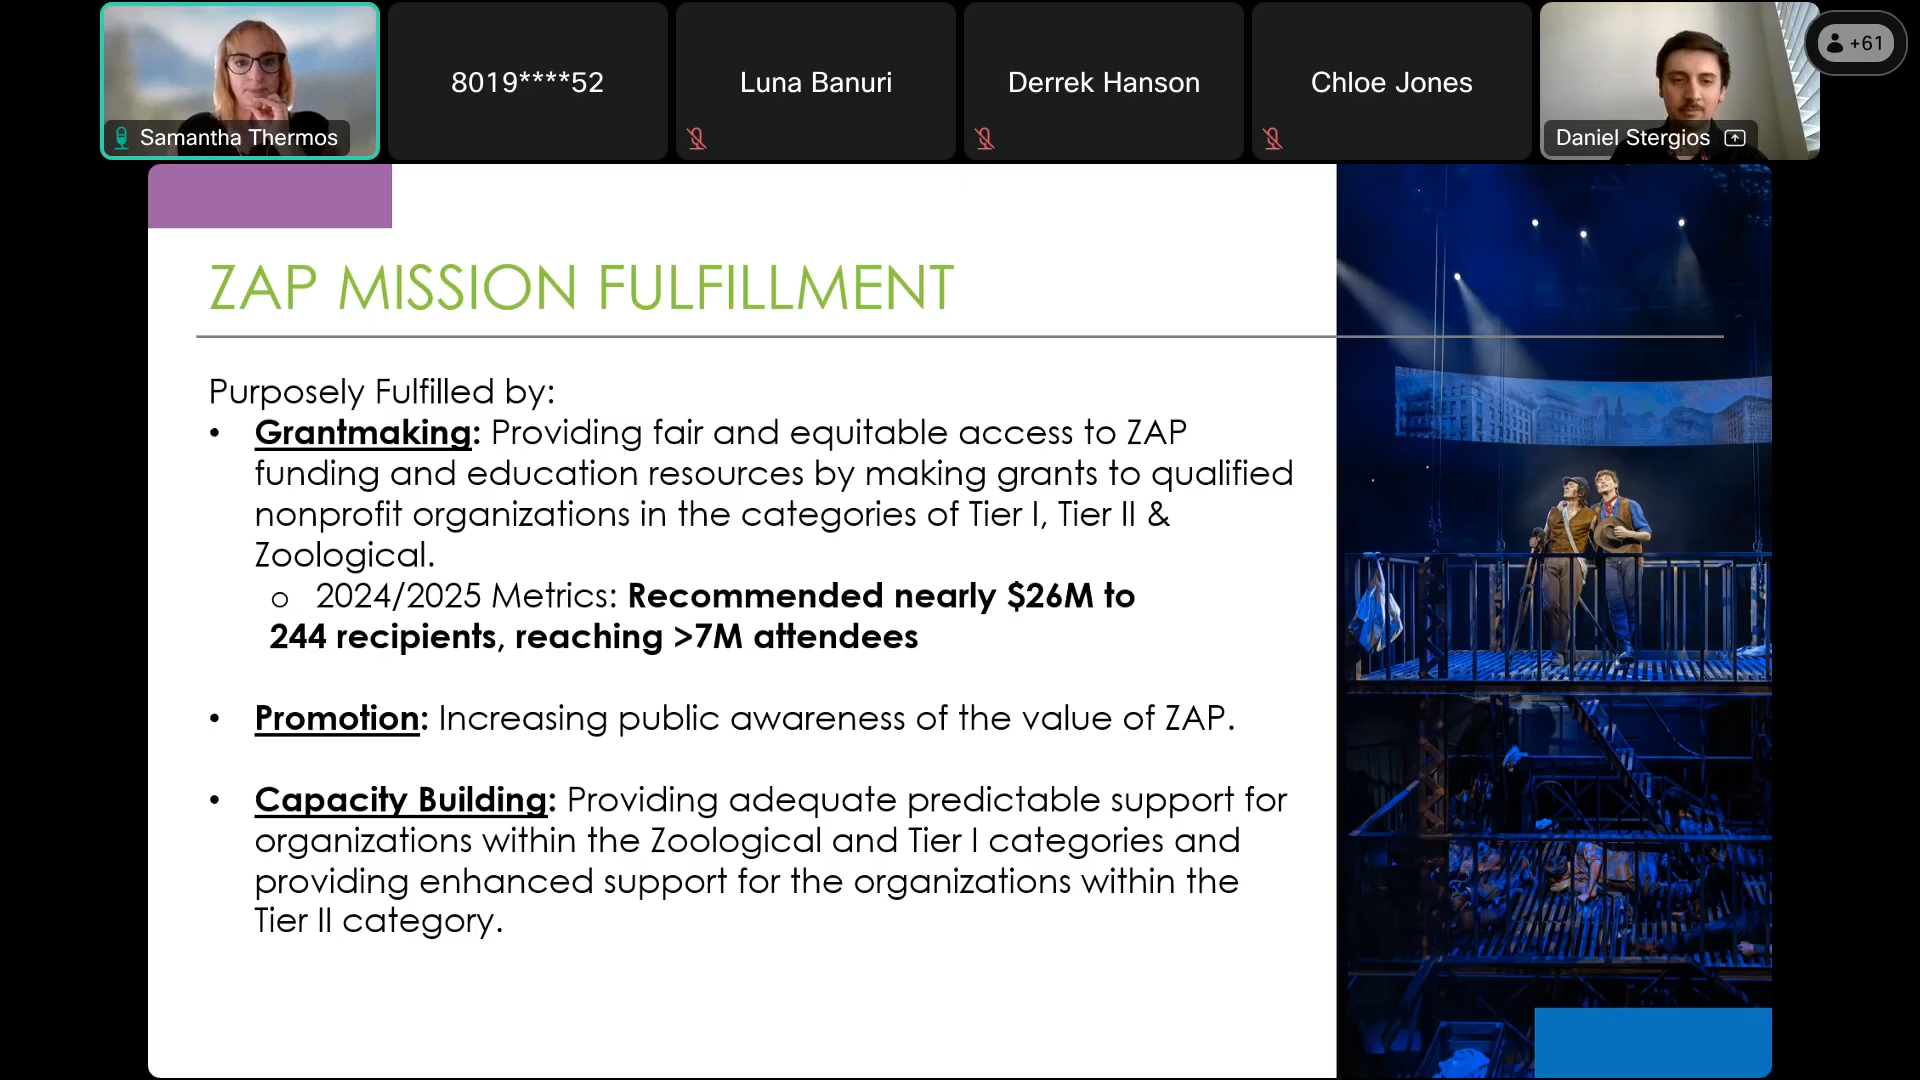 Samantha Thermos
8019****52
Luna Banuri
Derrek Hanson
Chloe Jones
Daniel Stergios
+61
ZAP MISSION FULFILLMENT
Purposely Fulfilled by:
• Grantmaking: Providing fair and equitable access to ZAP
funding and education resources by making grants to qualified
nonprofit organizations in the categories of Tier I, Tier II &
Zoological.
o 2024/2025 Metrics: Recommended nearly $26M to
244 recipients, reaching >7M attendees
• Promotion: Increasing public awareness of the value of ZAP.
• Capacity Building: Providing adequate predictable support for
organizations within the Zoological and Tier I categories and
providing enhanced support for the organizations within the
Tier II category.